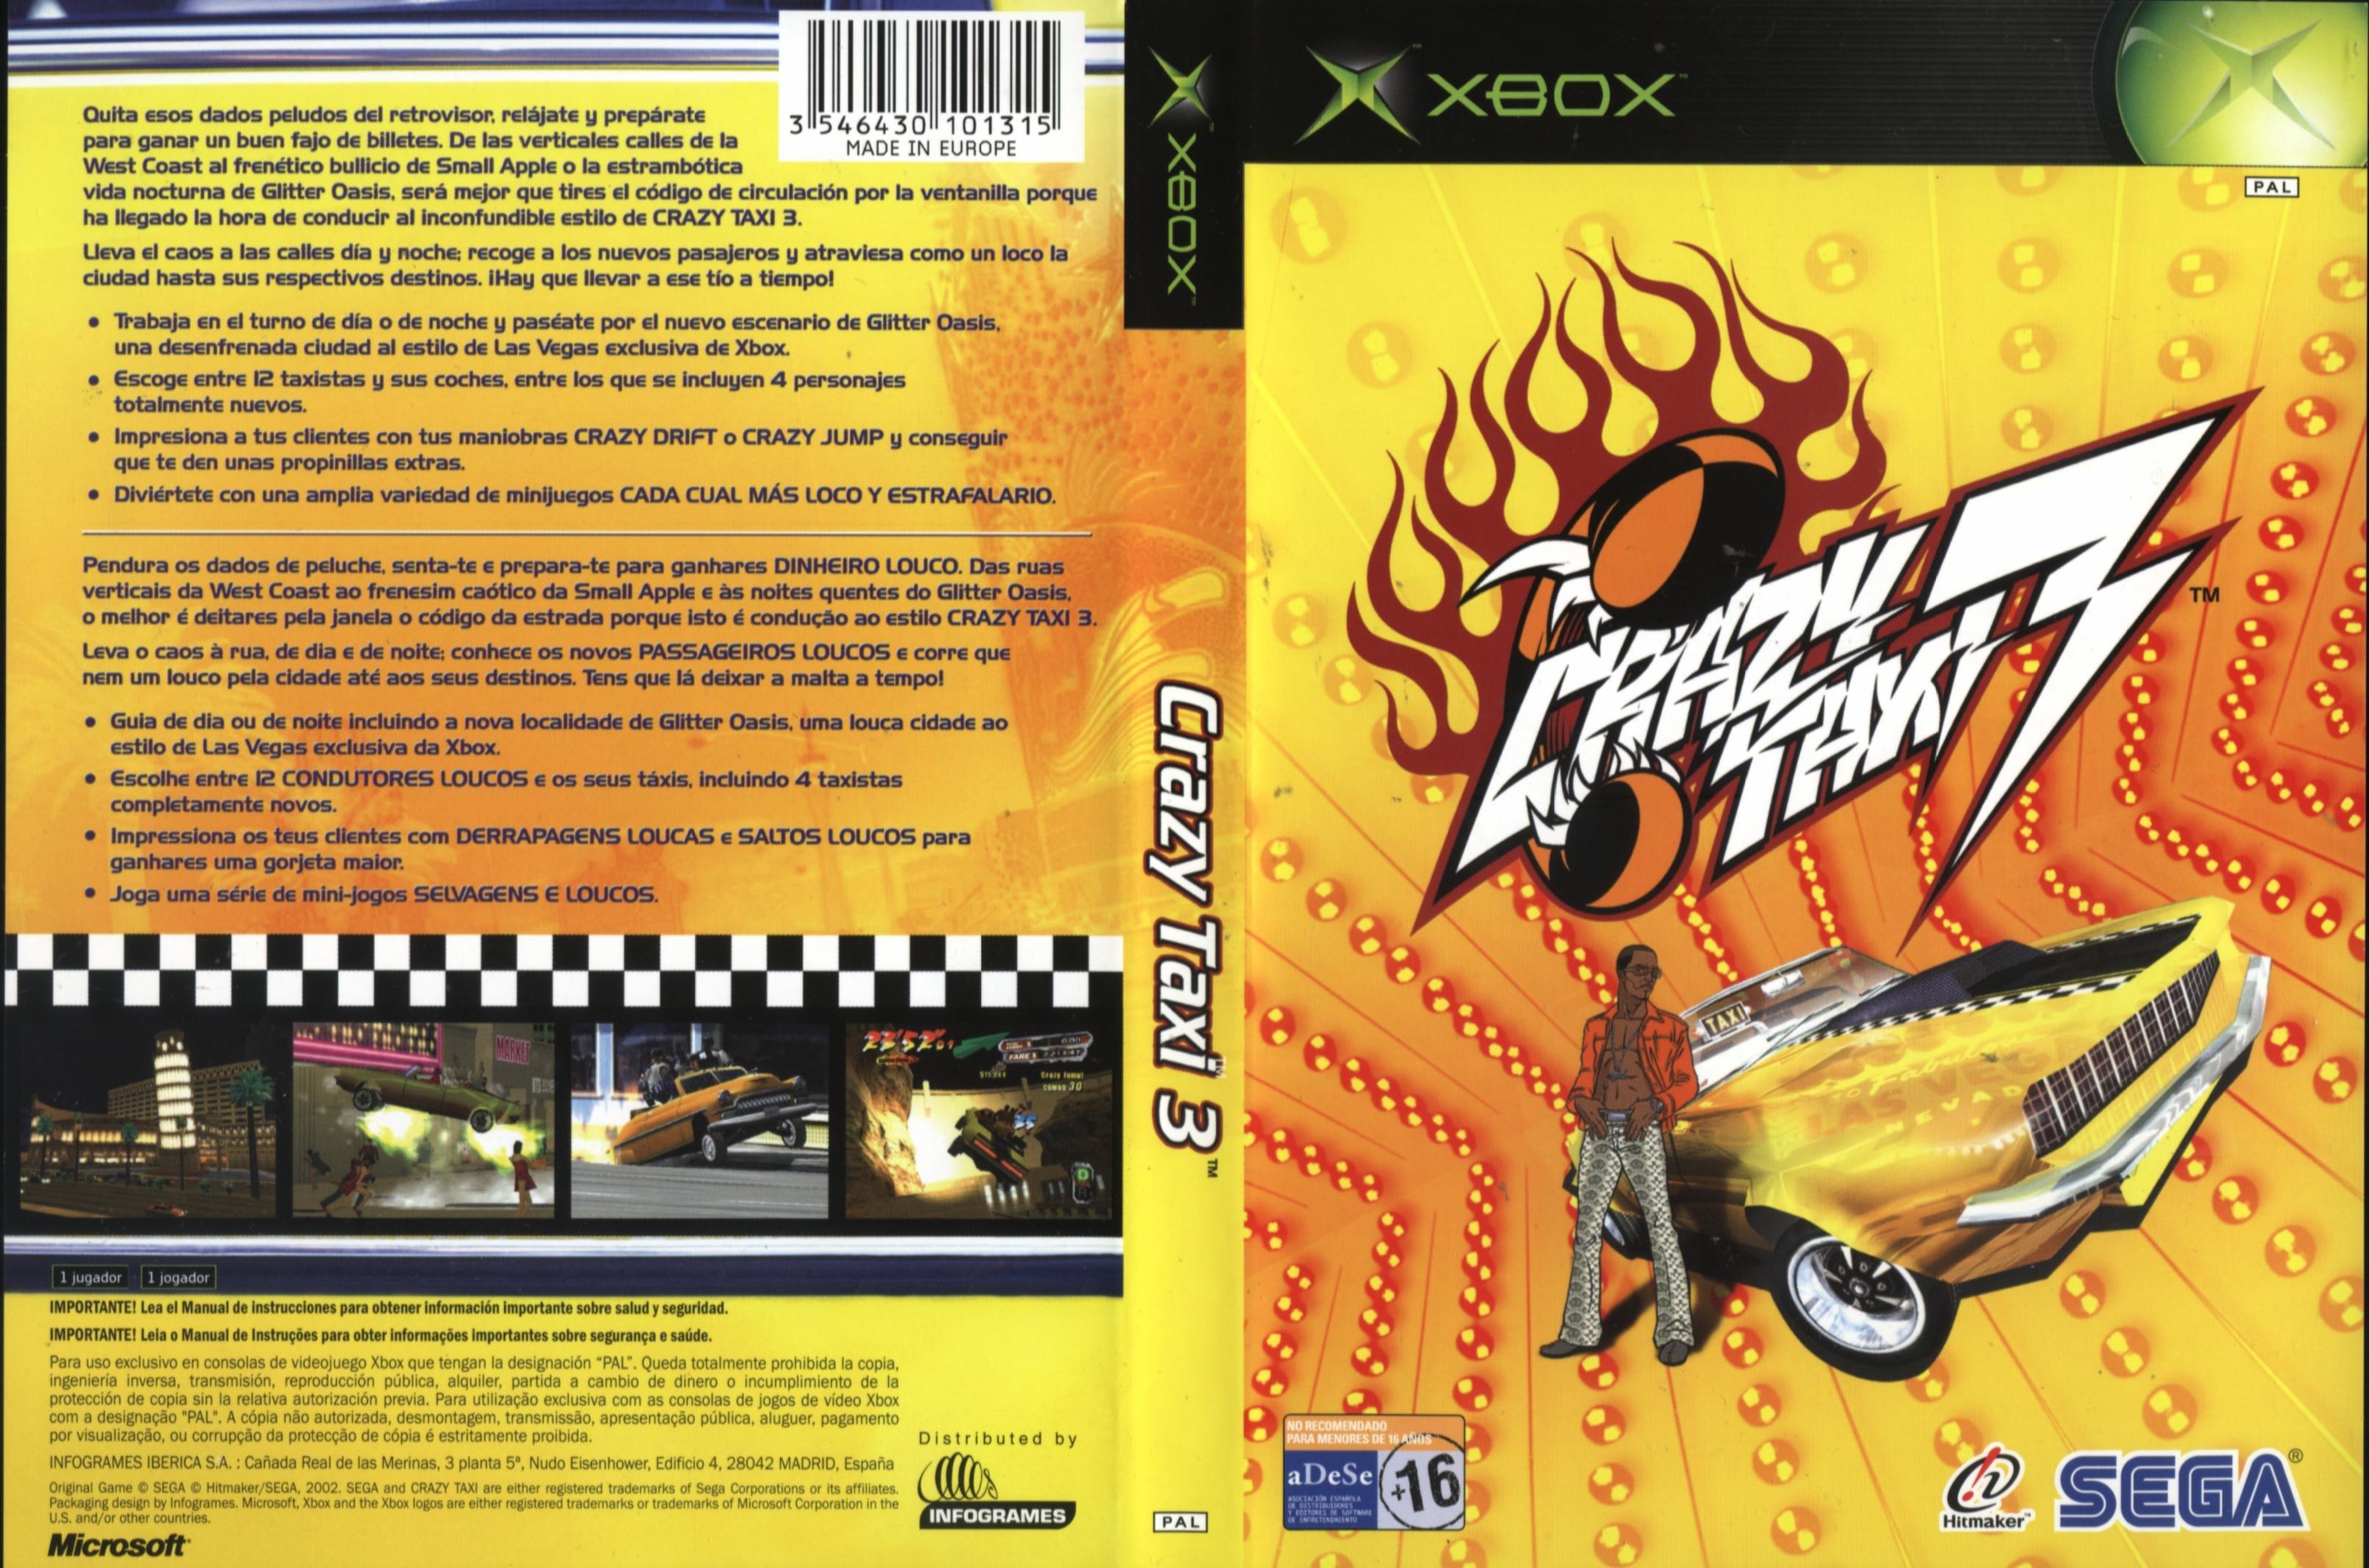 3 546430 101315
MADE IN EUROPE
Quita esos dados peludos del retrovisor, relájate y prepárate
para ganar un buen fajo de billetes. De las verticales calles de la
West Coast al frenético bullicio de Small Apple o la estrambótica
vida nocturna de Glitter Oasis, será mejor que tires el código de circulación por la ventanilla porque
ha llegado la hora de conducir al inconfundible estilo de CRAZY TAXI 3.
Lleva el caos a las calles día y noche; recoge a los nuevos pasajeros y atraviesa como un loco la
ciudad hasta sus respectivos destinos. ¡Hay que llevar a ese tío a tiempo!
• Trabaja en el turno de día o de noche y paséate por el nuevo escenario de Glitter Oasis,
una desenfrenada ciudad al estilo de Las Vegas exclusiva de Xbox.
• Escoge entre 12 taxistas y sus coches, entre los que se incluyen 4 personajes
totalmente nuevos.
• Impresiona a tus clientes con tus maniobras CRAZY DRIFT o CRAZY JUMP y conseguir
que te den unas propinillas extras.
• Diviértete con una amplia variedad de minijuegos CADA CUAL MÁS LOCO Y ESTRAFALARIO.
Pendura os dados de peluche, senta-te e prepara-te para ganhares DINHEIRO LOUCO. Das ruas
verticais da West Coast ao frenesim caótico da Small Apple e às noites quentes do Glitter Oasis,
o melhor é deitares pela janela o código da estrada porque isto é condução ao estilo CRAZY TAXI 3.
Leva o caos à rua, de dia e de noite; conhece os novos PASSAGEIROS LOUCOS e corre que
nem um louco pela cidade até aos seus destinos. Tens que lá deixar a malta a tempo!
• Guia de dia ou de noite incluindo a nova localidade de Glitter Oasis, uma louca cidade ao
estilo de Las Vegas exclusiva da Xbox.
• Escolhe entre 12 CONDUTORES LOUCOS e os seus táxis, incluindo 4 taxistas
completamente novos.
• Impressiona os teus clientes com DERRAPAGENS LOUCAS e SALTOS LOUCOS para
ganhares uma gorjeta maior.
• Joga uma série de mini-jogos SELVAGENS E LOUCOS.
MARKET
FARE 1
Crazy Jump!
COMBO 30
1 jugador 1 jogador
IMPORTANTE! Lea el Manual de instrucciones para obtener información importante sobre salud y seguridad.
IMPORTANTE! Leia o Manual de Instruções para obter informações importantes sobre segurança e saúde.
Para uso exclusivo en consolas de videojuego Xbox que tengan la designación “PAL”. Queda totalmente prohibida la copia,
ingeniería inversa, transmisión, reproducción pública, alquiler, partida a cambio de dinero o incumplimiento de la
protección de copia sin la relativa autorización previa. Para utilização exclusiva com as consolas de jogos de vídeo Xbox
com a designação "PAL". A cópia não autorizada, desmontagem, transmissão, apresentação pública, aluguer, pagamento
por visualização, ou corrupção da protecção de cópia é estritamente proibida.
INFOGRAMES IBERICA S.A. : Cañada Real de las Merinas, 3 planta 5ª, Nudo Eisenhower, Edificio 4, 28042 MADRID, España
Original Game © SEGA © Hitmaker/SEGA, 2002. SEGA and CRAZY TAXI are either registered trademarks of Sega Corporations or its affiliates.
Packaging design by Infogrames. Microsoft, Xbox and the Xbox logos are either registered trademarks or trademarks of Microsoft Corporation in the
U.S. and/or other countries.
Microsoft
Distributed by
INFOGRAMES
XBOX™
Crazy Taxi 3™
PAL
XBOX™
PAL
CRAZY
TAXI 3
™
TAXI
LAS VEGAS
NEVADA
NO RECOMENDADO
PARA MENORES DE 16 AÑOS
aDeSe
+16
ASOCIACIÓN ESPAÑOLA
DE DISTRIBUIDORES
Y EDITORES DE SOFTWARE
DE ENTRETENIMIENTO
Hitmaker™
SEGA®